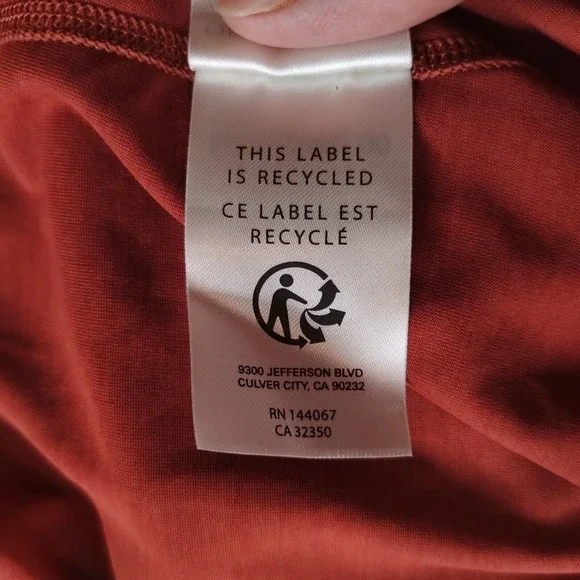 THIS LABEL
IS RECYCLED
CE LABEL EST
RECYCLÉ
9300 JEFFERSON BLVD
CULVER CITY, CA 90232
RN 144067
CA 32350